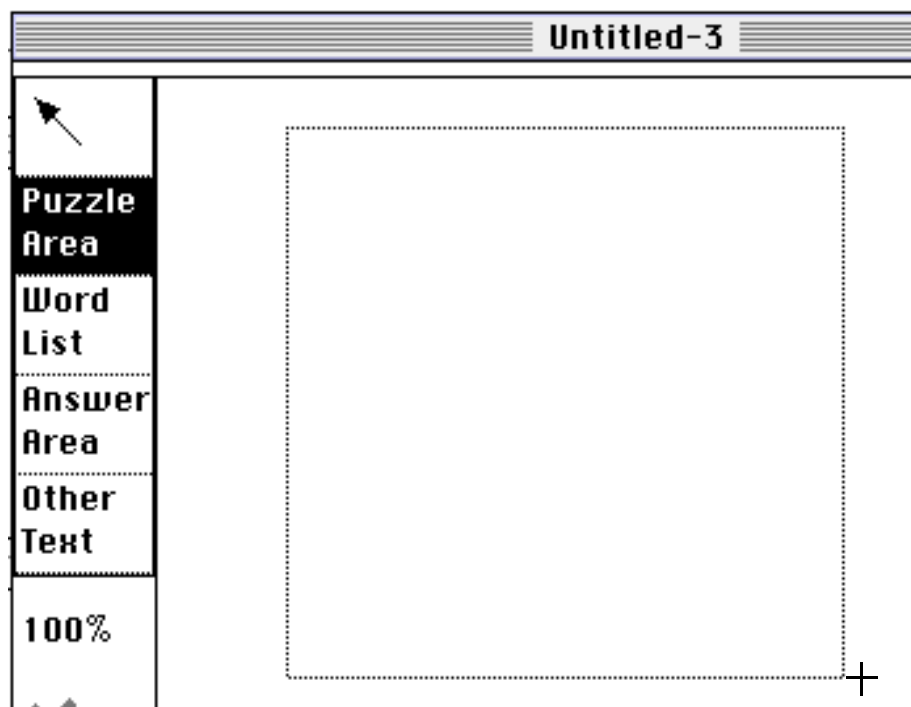 Untitled-3
Puzzle
Area
Word
List
Answer
Area
Other
Text
100%